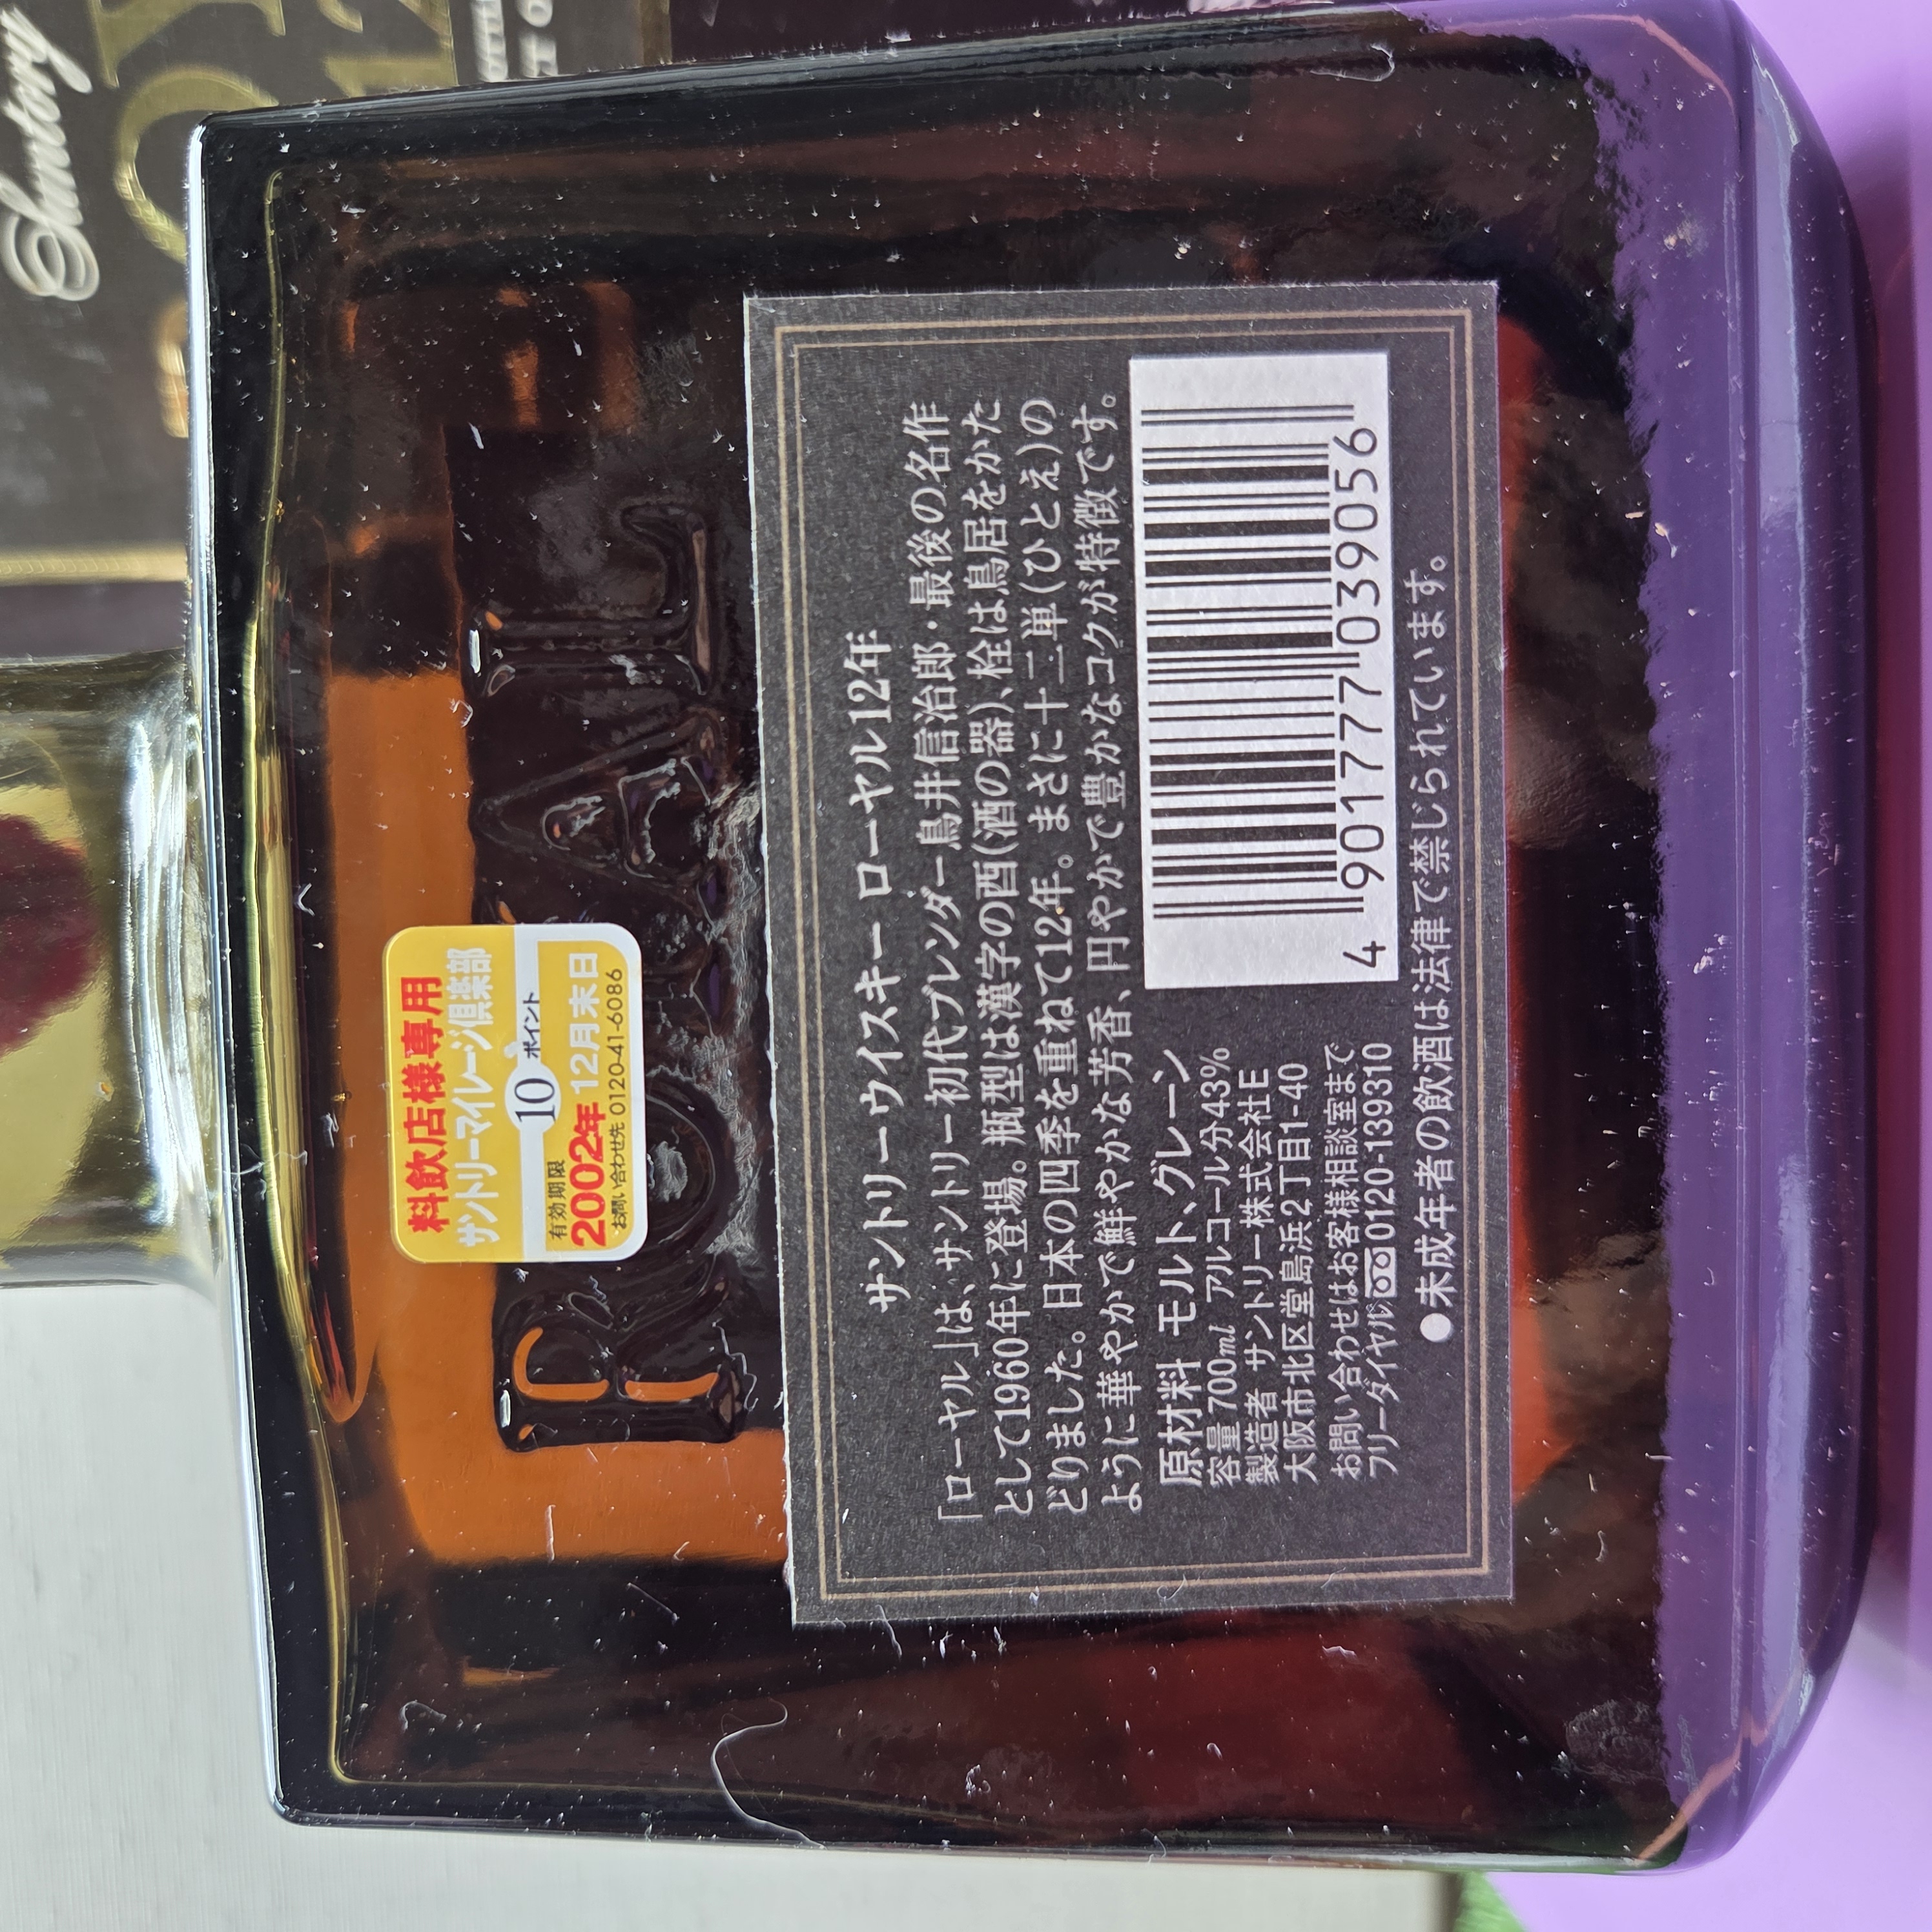 Suntory
12
料飲店様専用
サントリーマイレージ倶楽部
10ポイント
有効期限
2002年12月末日
・お問い合わせ先 0120-41-6086
ROYAL
サントリーウイスキー ローヤル12年
「ローヤル」は、サントリー初代ブレンダー鳥井信治郎・最後の名作
として1960年に登場。瓶型は漢字の酉(酒の器)、栓は鳥居をかた
どりました。日本の四季を重ねて12年。まさに十二単(ひとえ)の
ように華やかで鮮やかな芳香、円やかで豊かなコクが特徴です。
原材料 モルト、グレーン
容量 700ml アルコール分43%
製造者 サントリー株式会社E
大阪市北区堂島浜2丁目1-40
お問い合わせはお客様相談室まで
フリーダイヤル 0120-139310
4 901777 039056
●未成年者の飲酒は法律で禁じられています。